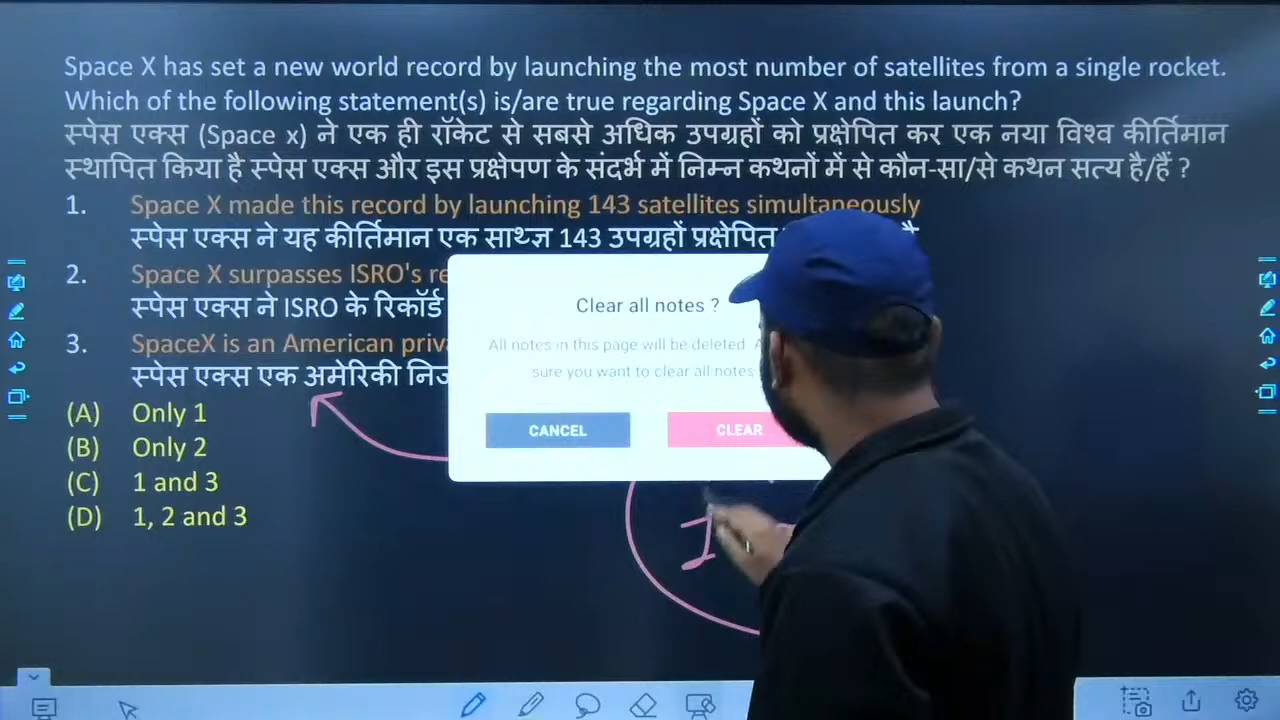 Space X has set a new world record by launching the most number of satellites from a single rocket.
Which of the following statement(s) is/are true regarding Space X and this launch?
स्पेस एक्स (Space x) ने एक ही रॉकेट से सबसे अधिक उपग्रहों को प्रक्षेपित कर एक नया विश्व कीर्तिमान
स्थापित किया है स्पेस एक्स और इस प्रक्षेपण के संदर्भ में निम्न कथनों में से कौन-सा/से कथन सत्य है/हैं ?
1. Space X made this record by launching 143 satellites simultaneously
स्पेस एक्स ने यह कीर्तिमान एक साथ्ज्ञ 143 उपग्रहों प्रक्षेपित
2. Space X surpasses ISRO's
स्पेस एक्स ने ISRO के रिकॉर्ड
3. SpaceX is an American
स्पेस एक्स एक अमेरिकी
Clear all notes ?
All notes in this page will be deleted.
sure you want to clear all notes
CANCEL CLEAR
(A) Only 1
(B) Only 2
(C) 1 and 3
(D) 1, 2 and 3